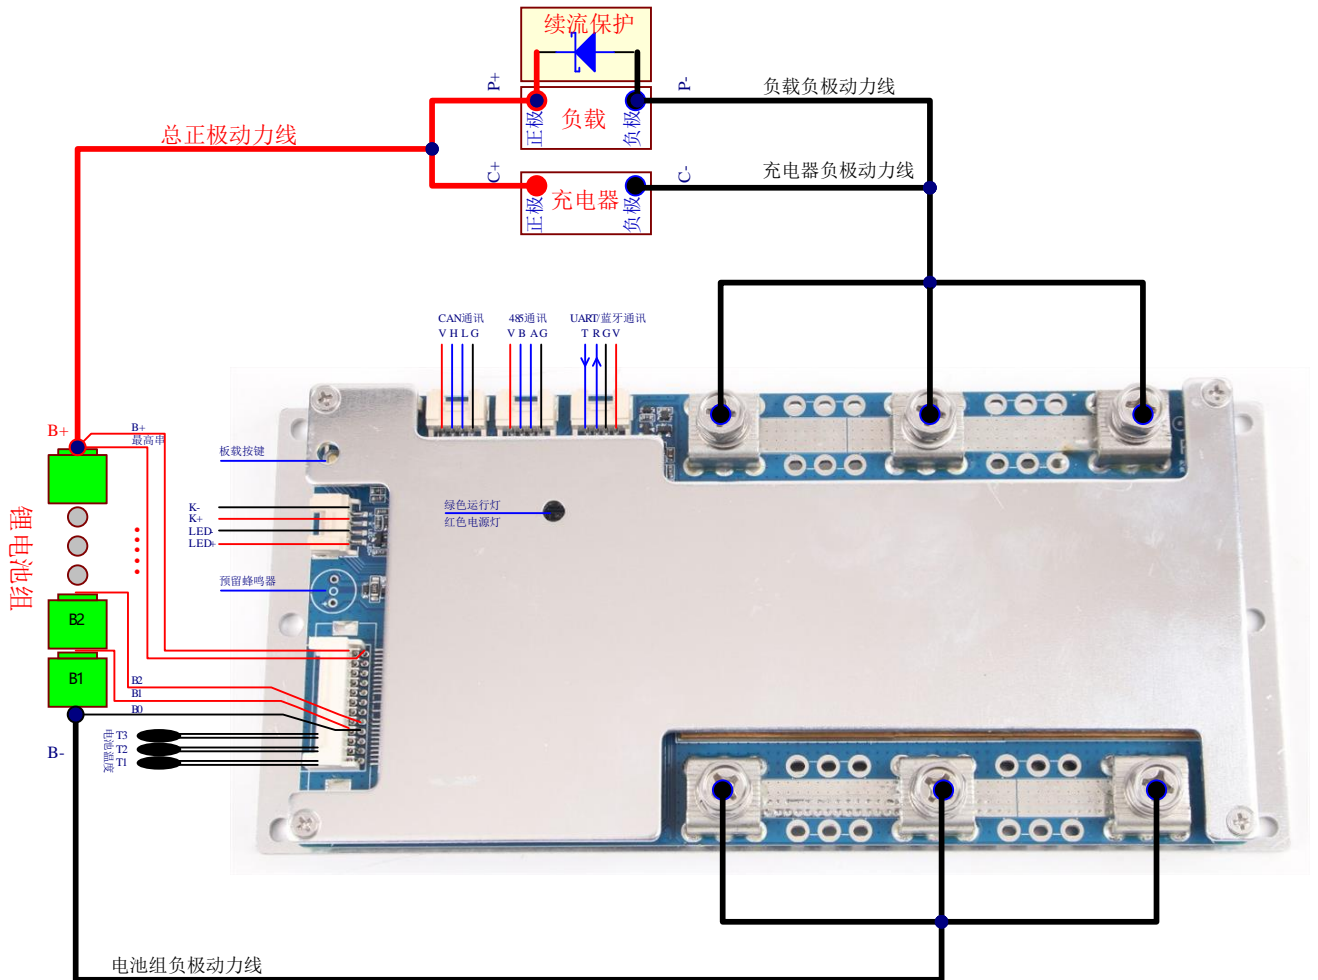 续流保护
P+
P-
负载负极动力线
正极
负载
负极
总正极动力线
C+
C-
充电器负极动力线
正极
充电器
负极
CAN通讯
V H L G
485通讯
V B A G
UART/蓝牙通讯
T R G V
B+
B+
最高串
板载按键
K-
K+
LED-
LED+
绿色运行灯
红色电源灯
锂电池组
预留蜂鸣器
B2
B1
B2
B1
B0
B-
电池温度
T3
T2
T1
电池组负极动力线